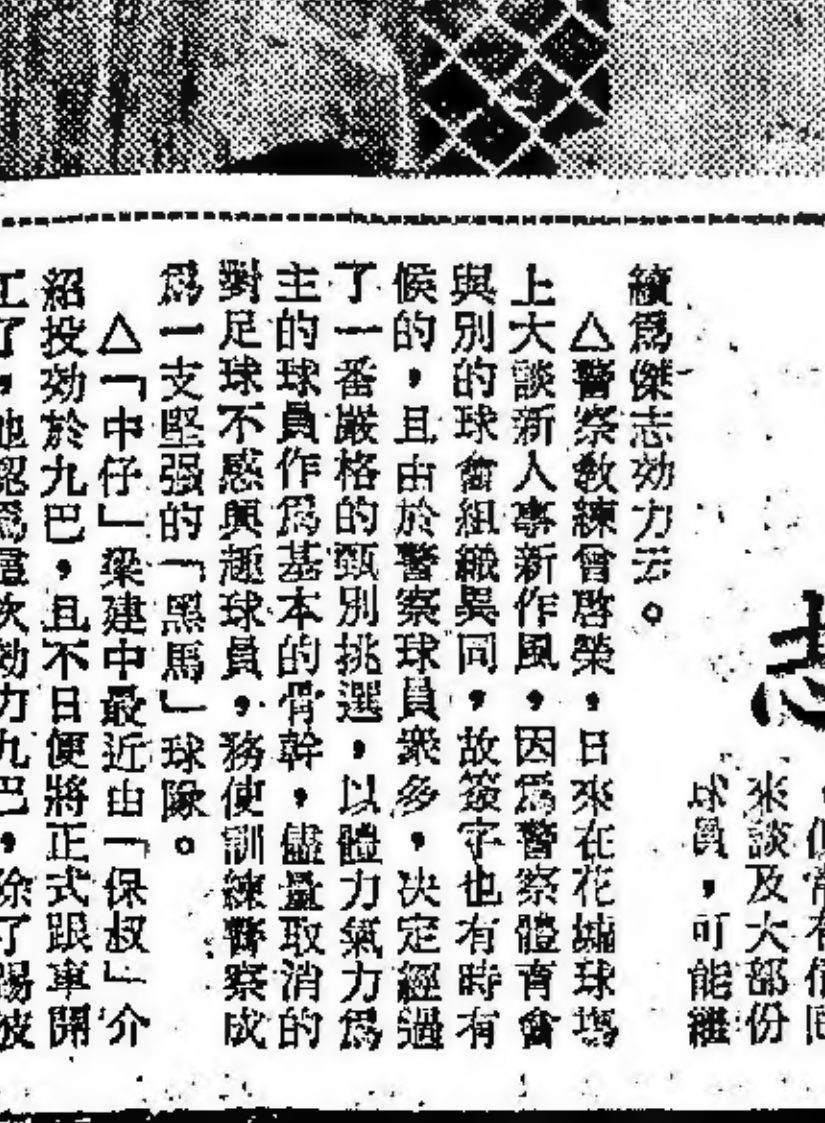 志
來談及大部份
球員，可能繼
續爲傑志効力云。
△警察敎練曾啓榮，日來在花墟球塲
上大談新人事新作風，因爲警察體育會
與別的球會組織異同，故簽字也有時有
候的，且由於警察球員衆多，決定經過
了一番嚴格的甄別挑選，以體力氣力爲
主的球員作爲基本的骨幹，儘量取消的
對足球不感興趣球員，務使訓練警察成
爲一支堅强的「黑馬」球隊。
△「中仔」梁建中最近由「保叔」介
紹投効於九巴，且不日便將正式跟車開
工了，他認爲這次効力九巴，除了踢波